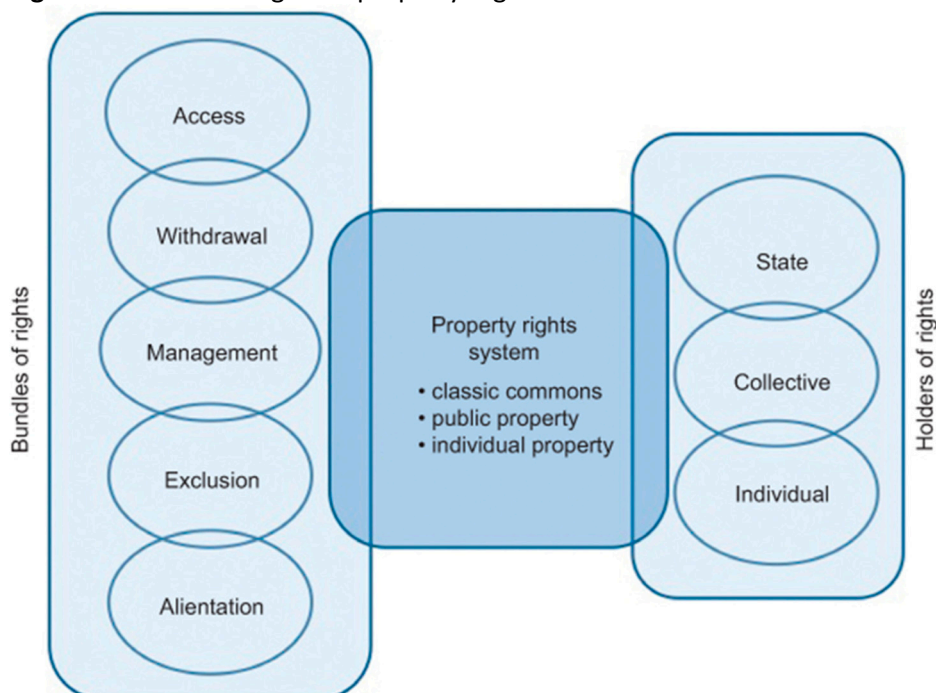 Bundles of rights
Access
Withdrawal
Management
Exclusion
Alientation
Property rights
system
• classic commons
• public property
• individual property
State
Collective
Individual
Holders of rights